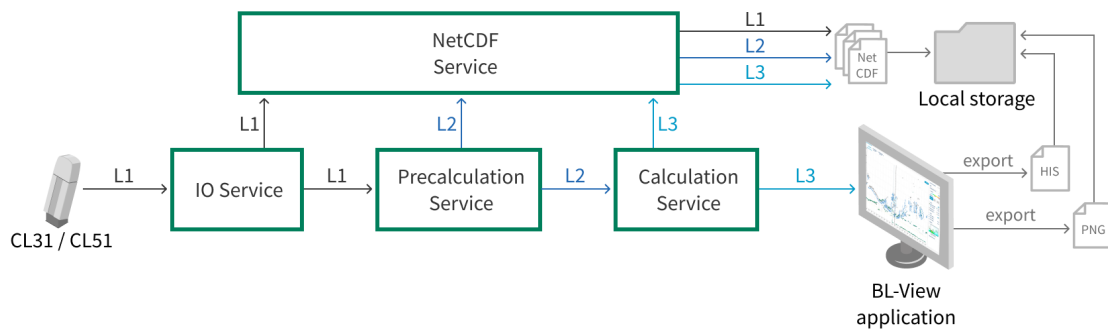 NetCDF
Service
L1
L2
L3
Net
CDF
Local storage
L1
L2
L3
CL31 / CL51
L1
IO Service
L1
Precalculation
Service
L2
Calculation
Service
L3
BL-View
application
export
HIS
export
PNG